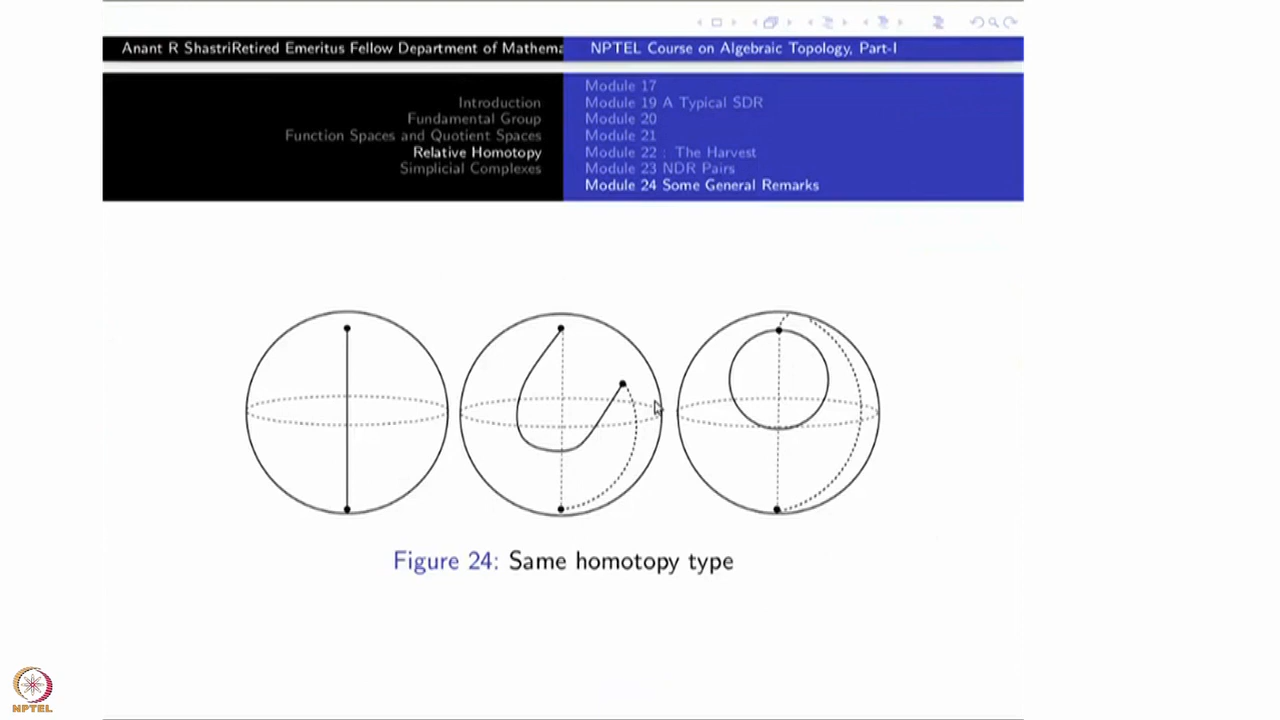 Anant R ShastriRetired Emeritus Fellow Department of Mathema
NPTEL Course on Algebraic Topology, Part-I
Introduction
Fundamental Group
Function Spaces and Quotient Spaces
Relative Homotopy
Simplicial Complexes
Module 17
Module 19 A Typical SDR
Module 20
Module 21
Module 22 : The Harvest
Module 23 NDR Pairs
Module 24 Some General Remarks
Figure 24: Same homotopy type
NPTEL